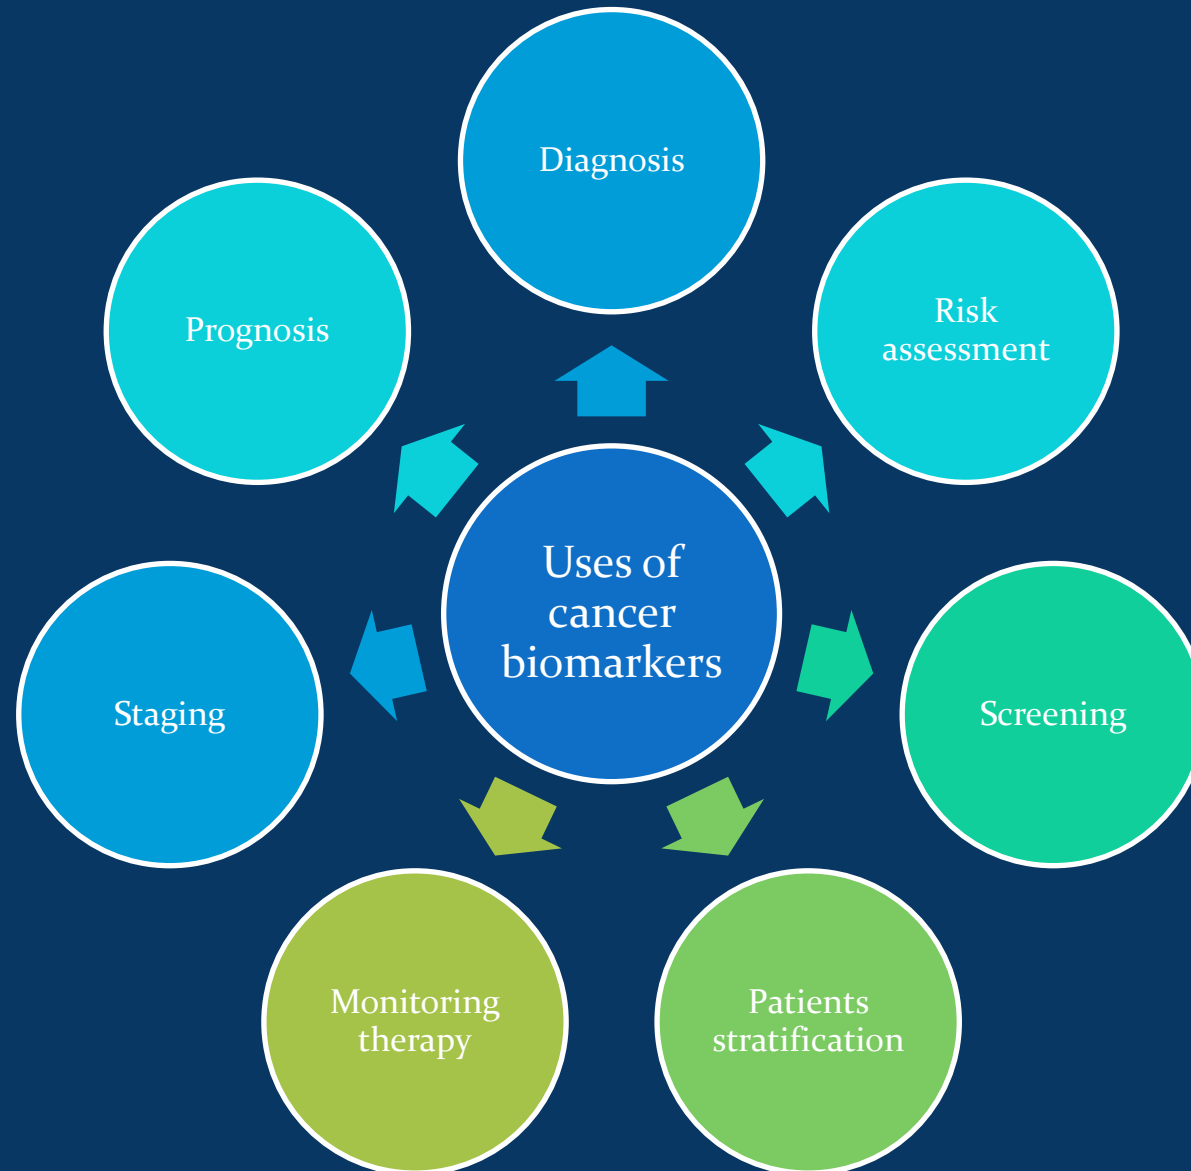 Diagnosis
Risk
assessment
Prognosis
Uses of
cancer
biomarkers
Screening
Staging
Patients
stratification
Monitoring
therapy